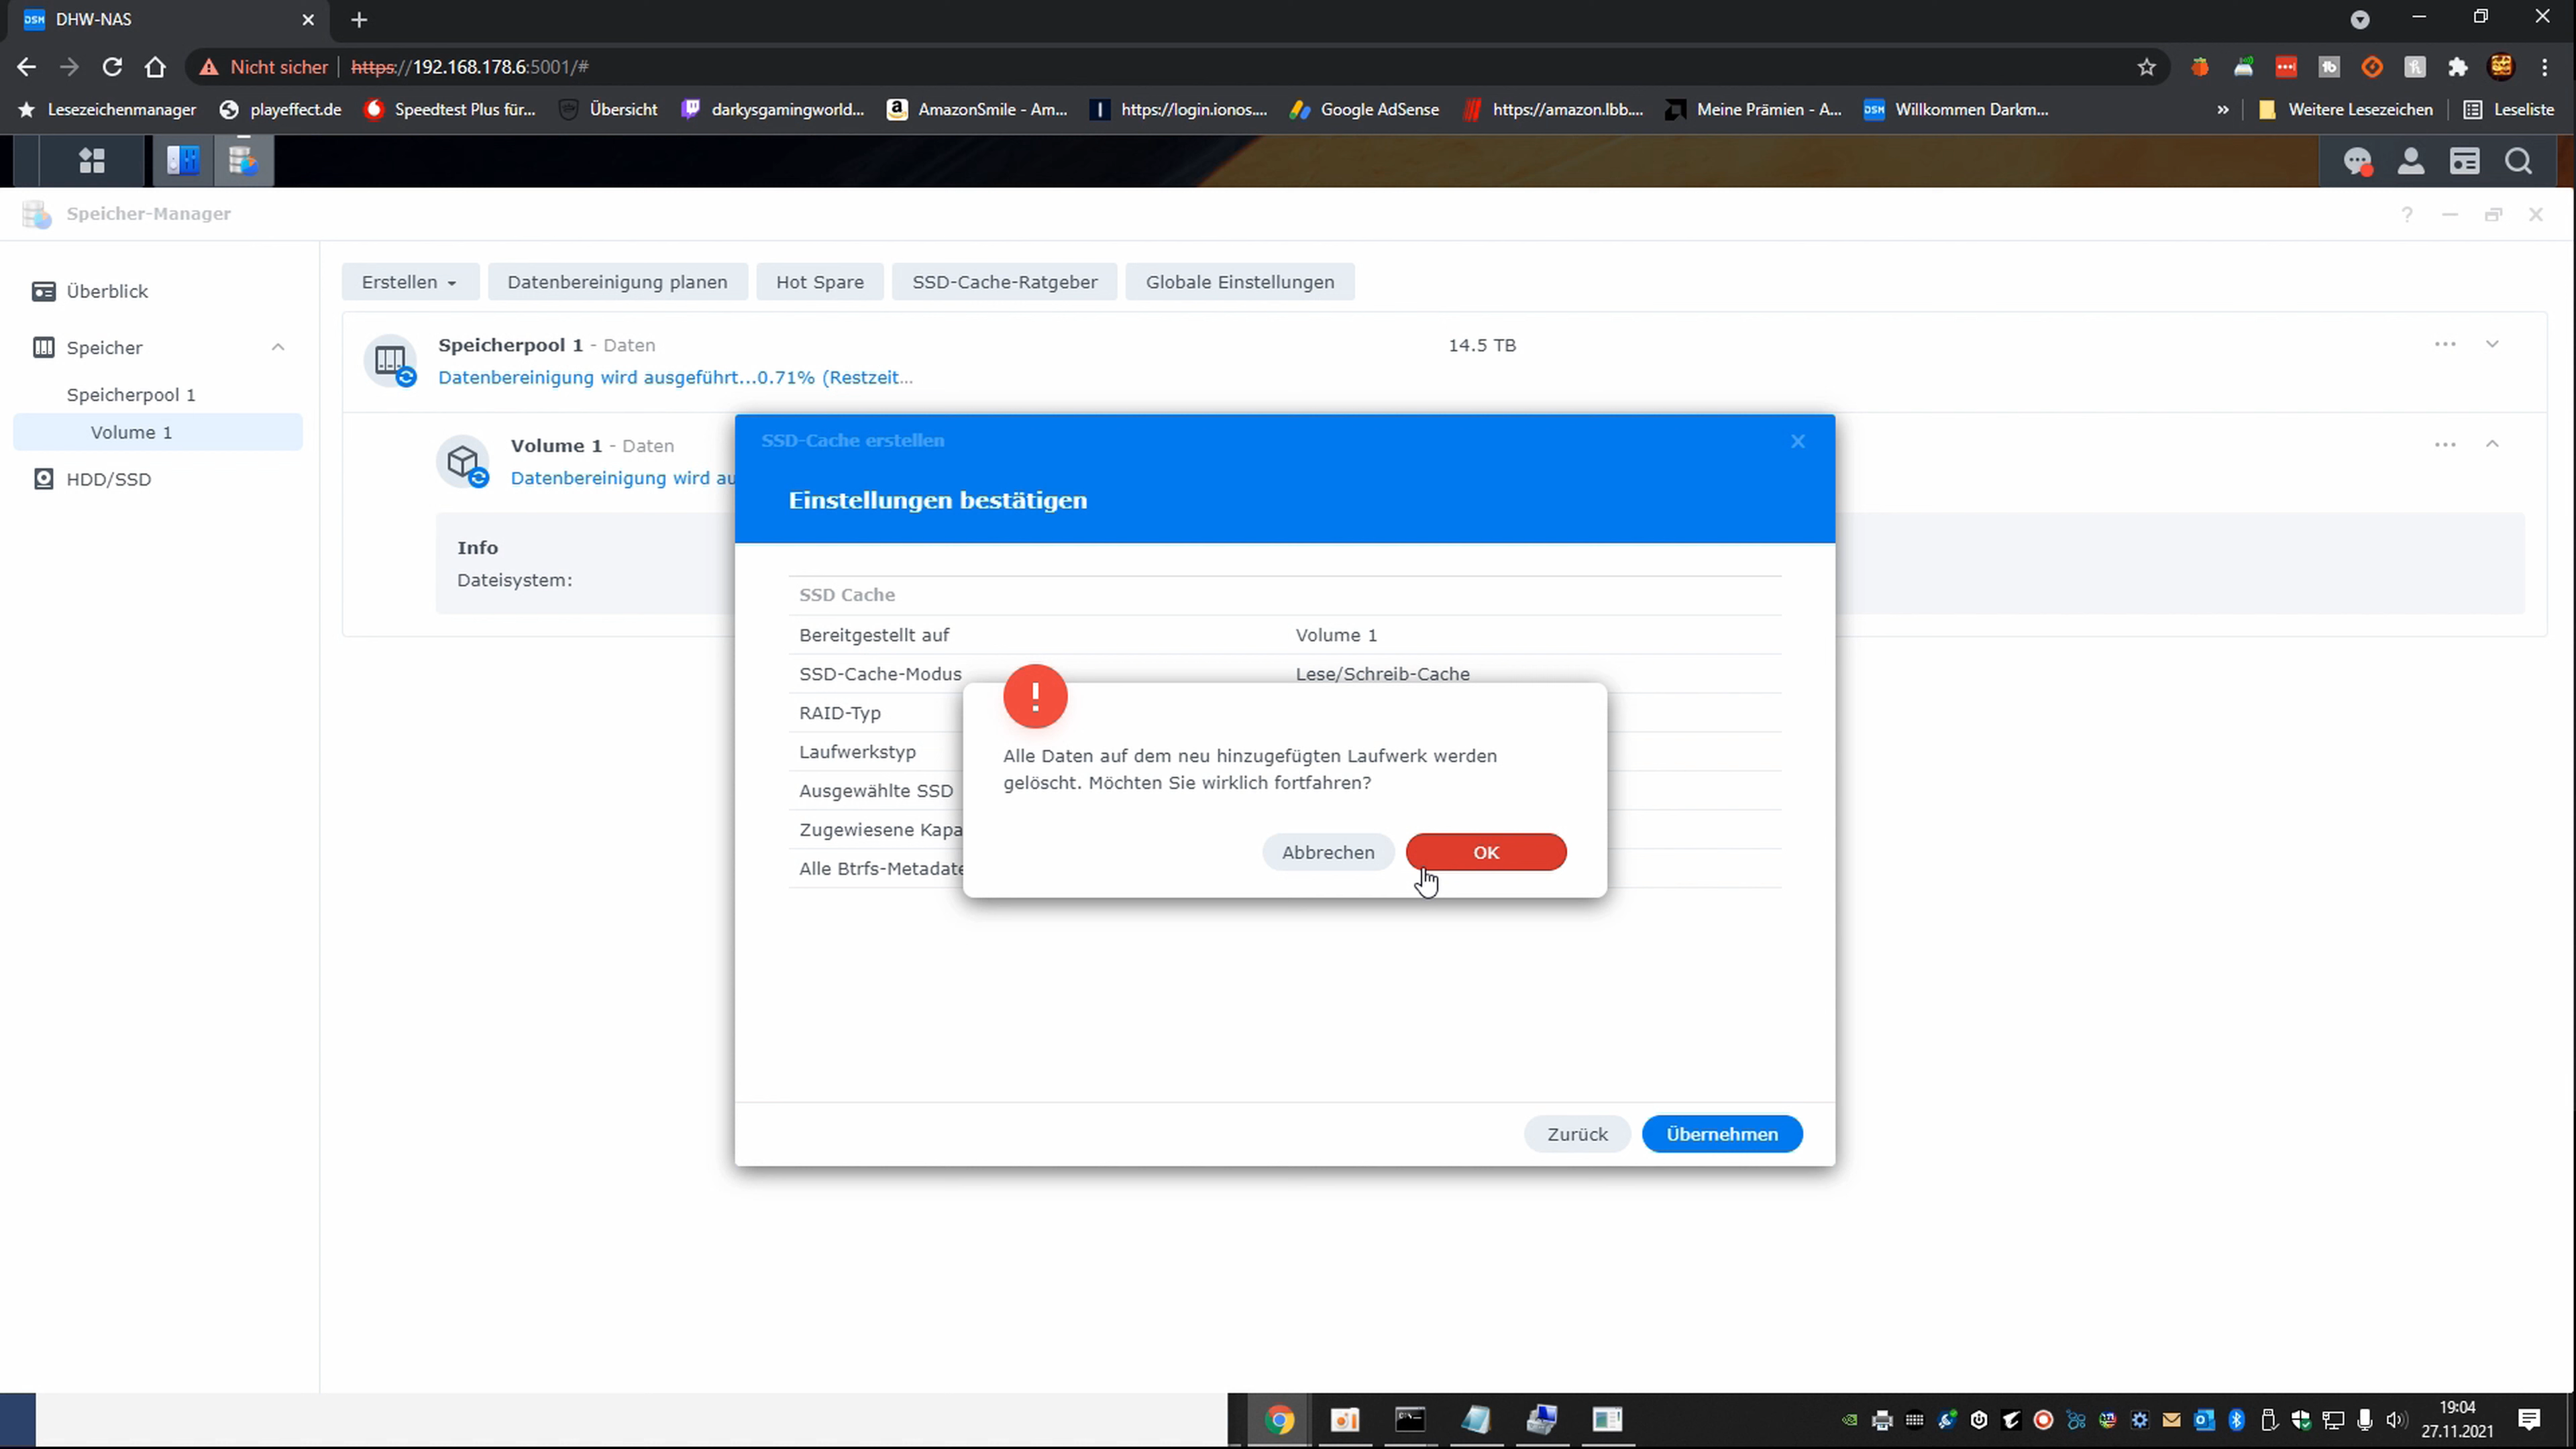 DSM DHW-NAS
Nicht sicher https://192.168.178.6:5001/#
Lesezeichenmanager playeffect.de Speedtest Plus für... Übersicht darkysgamingworld... AmazonSmile - Am... https://login.ionos.... Google AdSense https://amazon.lbb.... Meine Prämien - A... DSM Willkommen Darkm... » Weitere Lesezeichen Leseliste
Speicher-Manager
Überblick
Speicher
Speicherpool 1
Volume 1
HDD/SSD
Erstellen Datenbereinigung planen Hot Spare SSD-Cache-Ratgeber Globale Einstellungen
Speicherpool 1 - Daten 14.5 TB
Datenbereinigung wird ausgeführt...0.71% (Restzeit...
Volume 1 - Daten
Datenbereinigung wird au
Info
Dateisystem:
SSD-Cache erstellen
Einstellungen bestätigen
SSD Cache
Bereitgestellt auf Volume 1
SSD-Cache-Modus Lese/Schreib-Cache
RAID-Typ
Laufwerkstyp
Ausgewählte SSD
Zugewiesene Kapa
Alle Btrfs-Metadate
Alle Daten auf dem neu hinzugefügten Laufwerk werden
gelöscht. Möchten Sie wirklich fortfahren?
Abbrechen OK
Zurück Übernehmen
19:04
27.11.2021